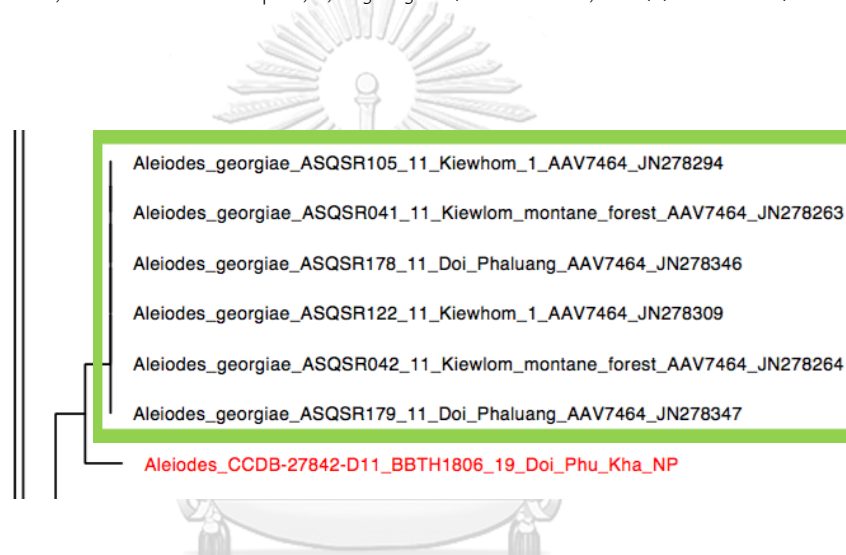 Aleiodes_georgiae_ASQSR105_11_Kiewhom_1_AAV7464_JN278294
Aleiodes_georgiae_ASQSR041_11_Kiewlom_montane_forest_AAV7464_JN278263
Aleiodes_georgiae_ASQSR178_11_Doi_Phaluang_AAV7464_JN278346
Aleiodes_georgiae_ASQSR122_11_Kiewhom_1_AAV7464_JN278309
Aleiodes_georgiae_ASQSR042_11_Kiewlom_montane_forest_AAV7464_JN278264
Aleiodes_georgiae_ASQSR179_11_Doi_Phaluang_AAV7464_JN278347
Aleiodes_CCDB-27842-D11_BBTH1806_19_Doi_Phu_Kha_NP